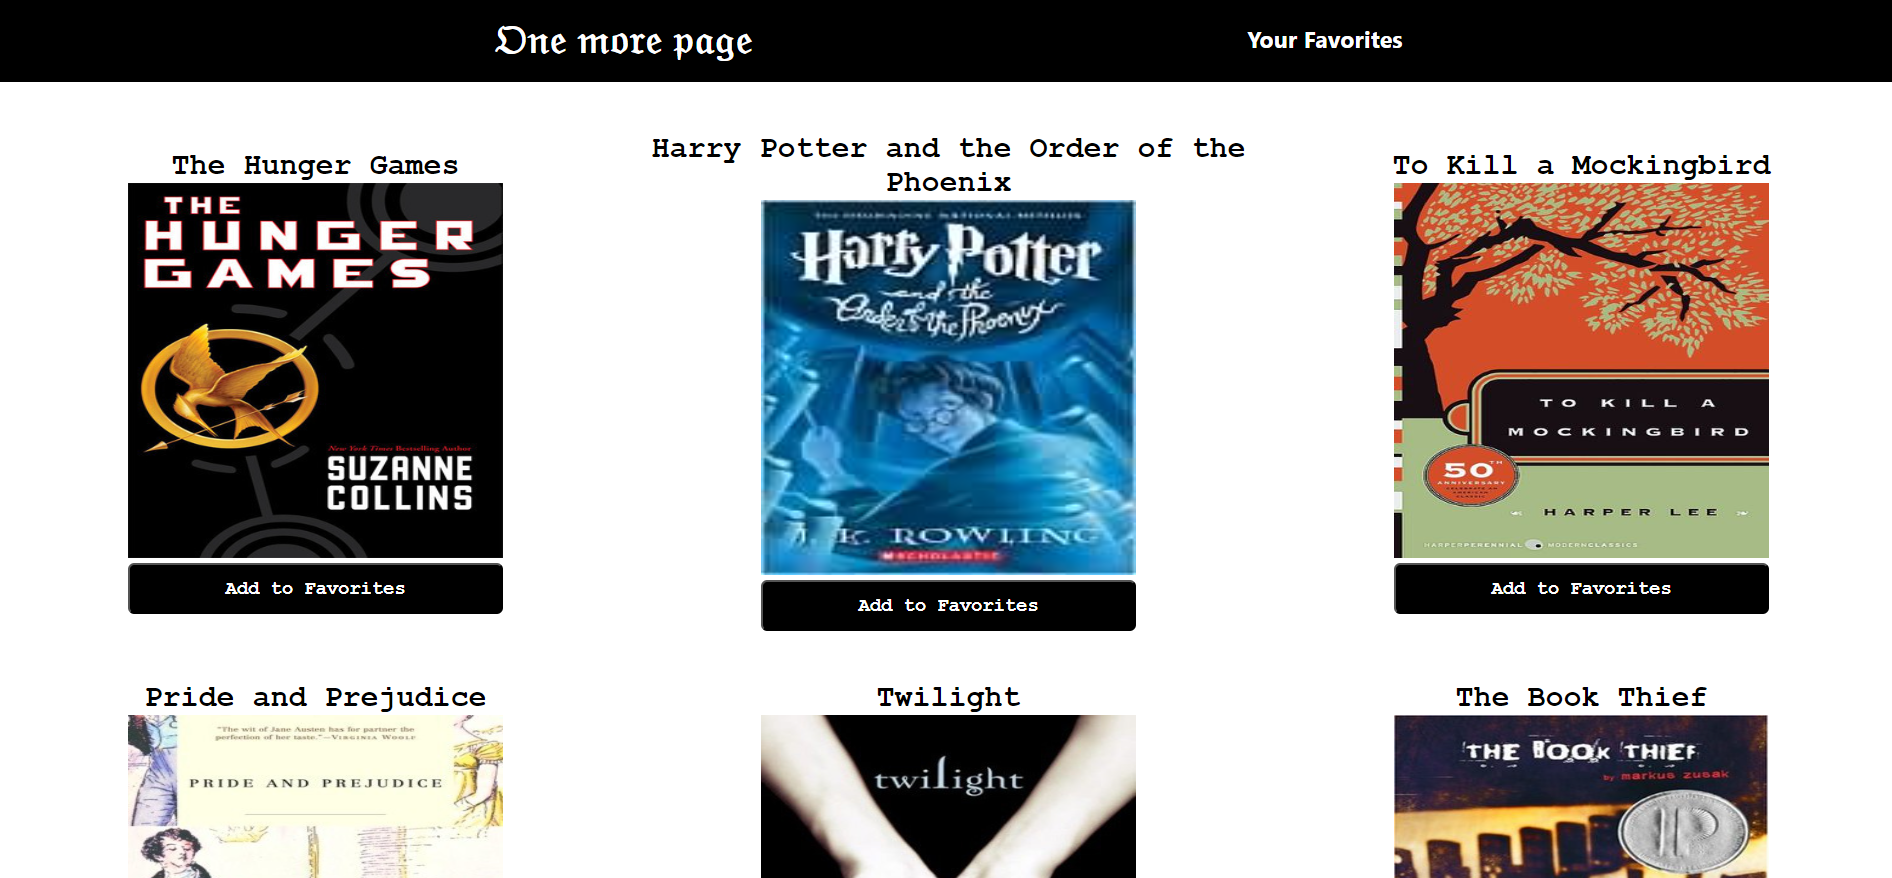 One more page
Your Favorites
The Hunger Games
THE
HUNGER
GAMES
New York Times Bestselling Author
SUZANNE
COLLINS
Add to Favorites
Harry Potter and the Order of the
Phoenix
Harry Potter
and the
Order of the Phoenix
J. K. ROWLING
SCHOLASTIC
Add to Favorites
To Kill a Mockingbird
TO KILL A
MOCKINGBIRD
50TH
ANNIVERSARY
HARPER LEE
HARPERPERENNIAL MODERNCLASSICS
Add to Favorites
Pride and Prejudice
"The wit of Jane Austen has for partner the
perfection of her taste."—VIRGINIA WOOLF
PRIDE AND PREJUDICE
Twilight
twilight
The Book Thief
THE BOOK THIEF
by markus zusak